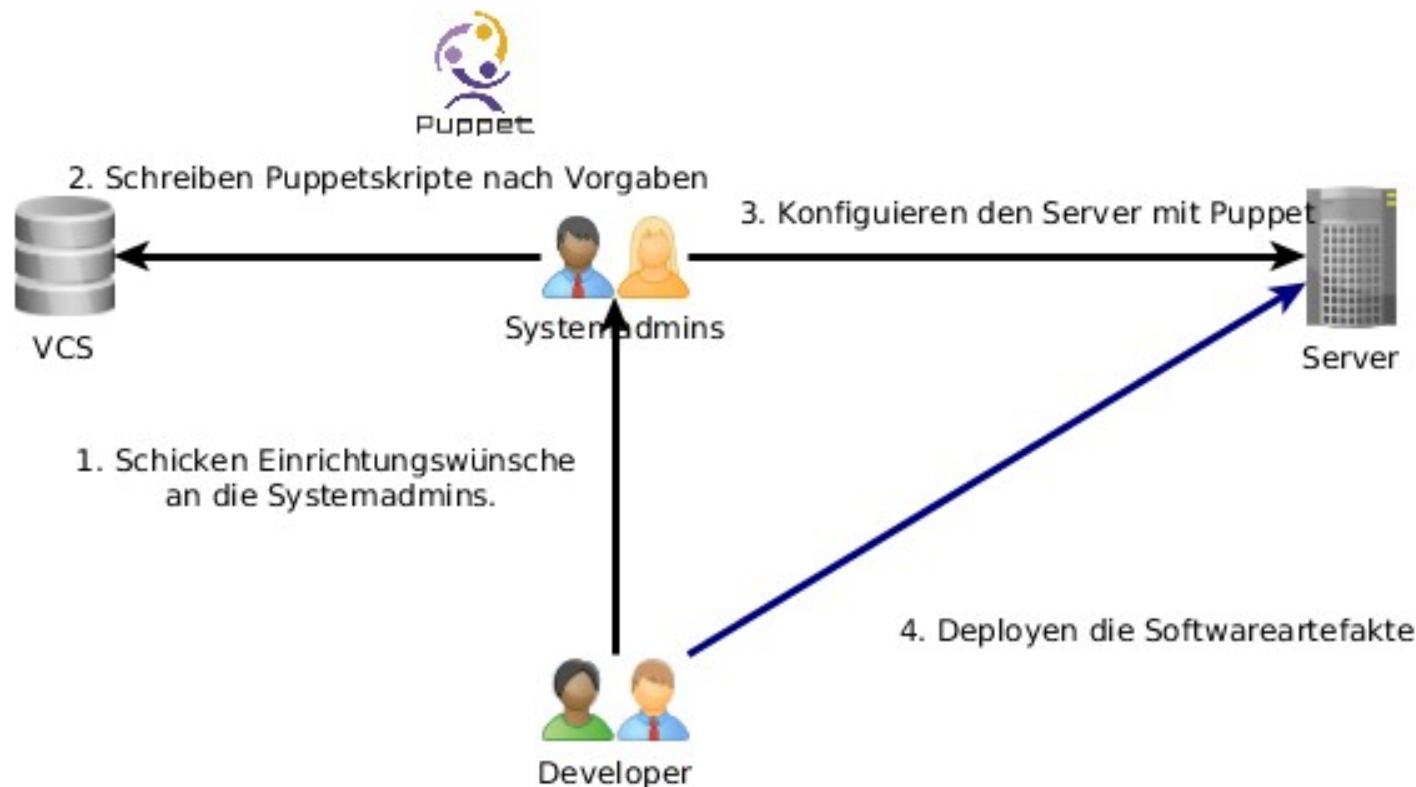 Puppet
2. Schreiben Puppetskripte nach Vorgaben
3. Konfiguieren den Server mit Puppet
VCS
Systemadmins
Server
1. Schicken Einrichtungswünsche
an die Systemadmins.
4. Deployen die Softwareartefakte
Developer